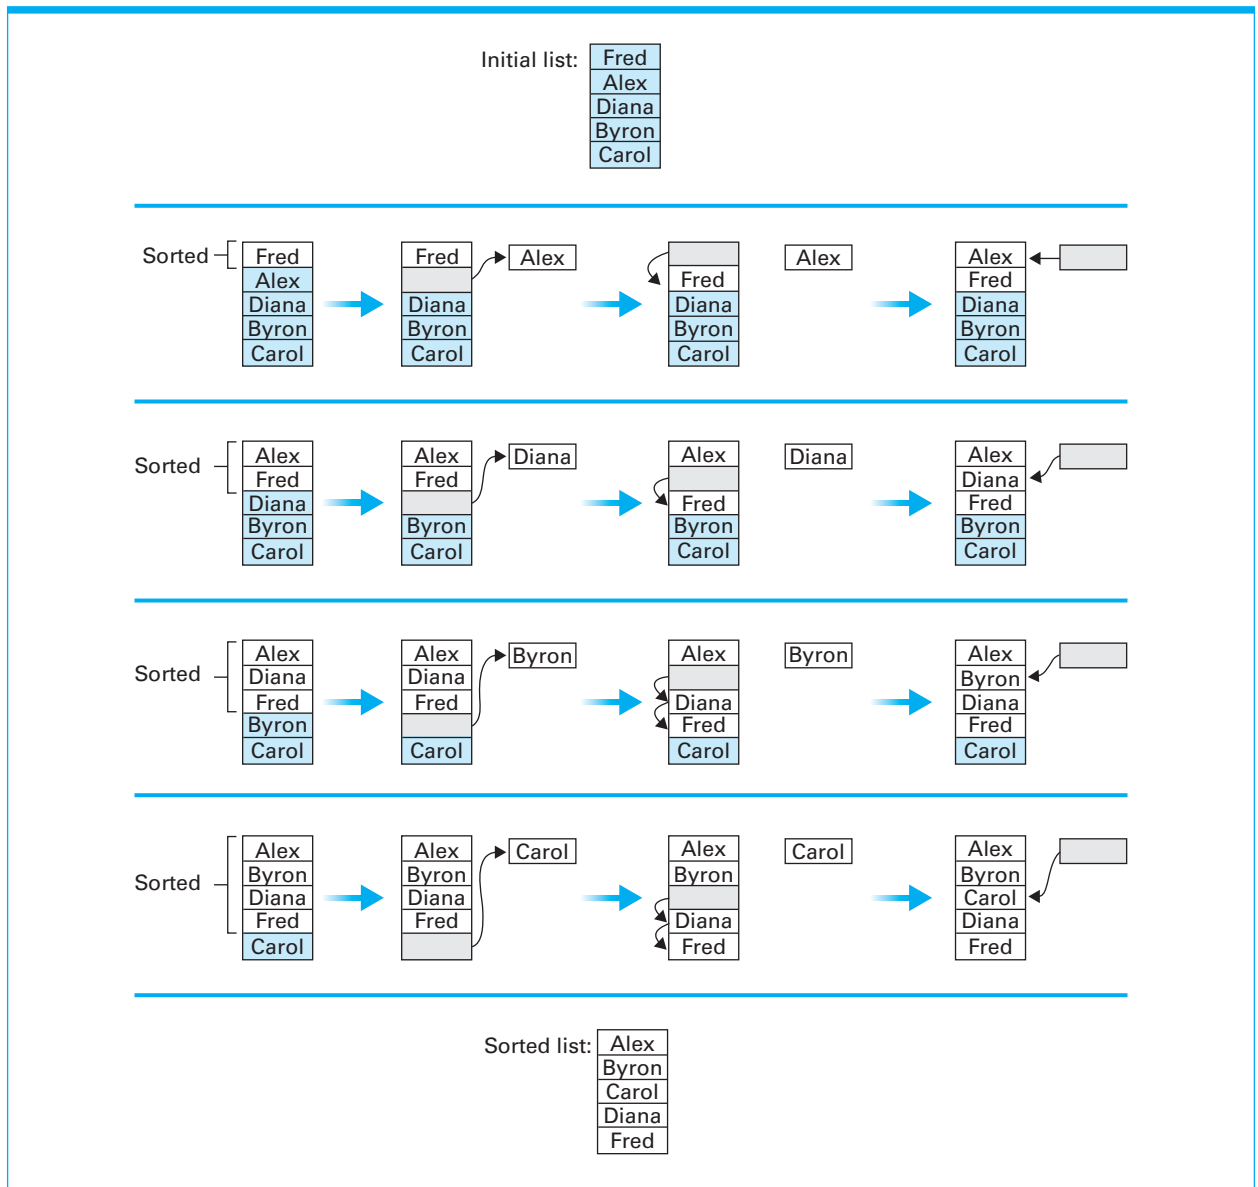 Initial list:
Fred
Alex
Diana
Byron
Carol
Sorted
Fred
Alex
Diana
Byron
Carol
Fred
Diana
Byron
Carol
Alex
Fred
Diana
Byron
Carol
Alex
Alex
Fred
Diana
Byron
Carol
Sorted
Alex
Fred
Diana
Byron
Carol
Alex
Fred
Byron
Carol
Diana
Alex
Fred
Byron
Carol
Diana
Alex
Diana
Fred
Byron
Carol
Sorted
Alex
Diana
Fred
Byron
Carol
Alex
Diana
Fred
Carol
Byron
Alex
Diana
Fred
Carol
Byron
Alex
Byron
Diana
Fred
Carol
Sorted
Alex
Byron
Diana
Fred
Carol
Alex
Byron
Diana
Fred
Carol
Alex
Byron
Diana
Fred
Carol
Alex
Byron
Carol
Diana
Fred
Sorted list:
Alex
Byron
Carol
Diana
Fred